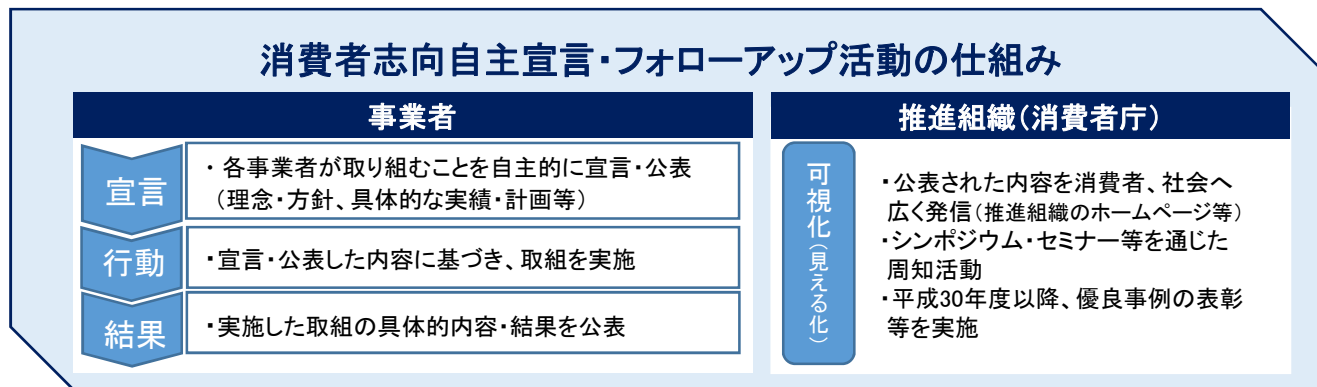 消費者志向自主宣言・フォローアップ活動の仕組み
事業者
宣言
・ 各事業者が取り組むことを自主的に宣言・公表
（理念・方針、具体的な実績・計画等）
行動
・宣言・公表した内容に基づき、取組を実施
結果
・実施した取組の具体的内容・結果を公表
推進組織（消費者庁）
可視化（見える化）
・公表された内容を消費者、社会へ
広く発信（推進組織のホームページ等）
・シンポジウム・セミナー等を通じた
周知活動
・平成30年度以降、優良事例の表彰
等を実施